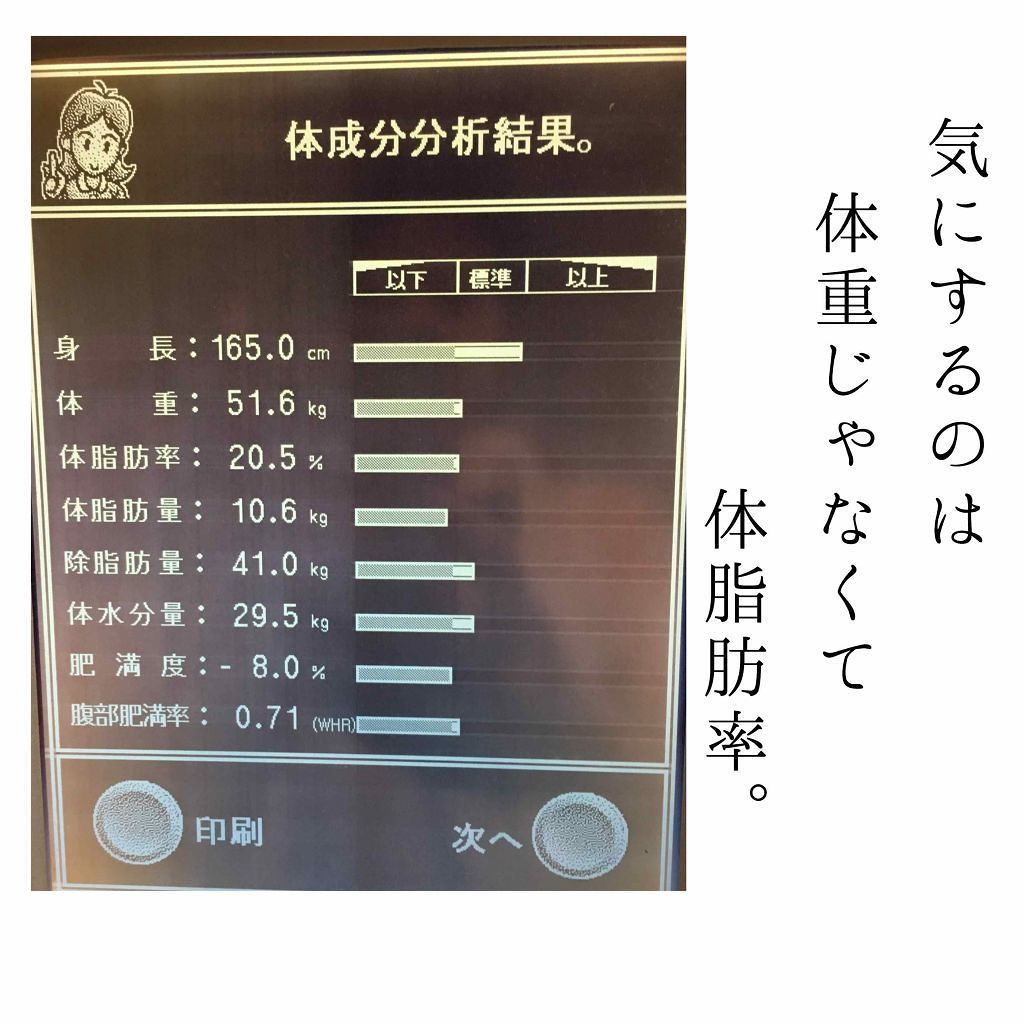 気にするのは
体重じゃなくて
体脂肪率。
体成分分析結果。
以下 標準 以上
身長：165.0 cm
体重：51.6 kg
体脂肪率：20.5 %
体脂肪量：10.6 kg
除脂肪量：41.0 kg
体水分量：29.5 kg
肥満度：- 8.0 %
腹部肥満率：0.71 (WHR)
印刷 次へ